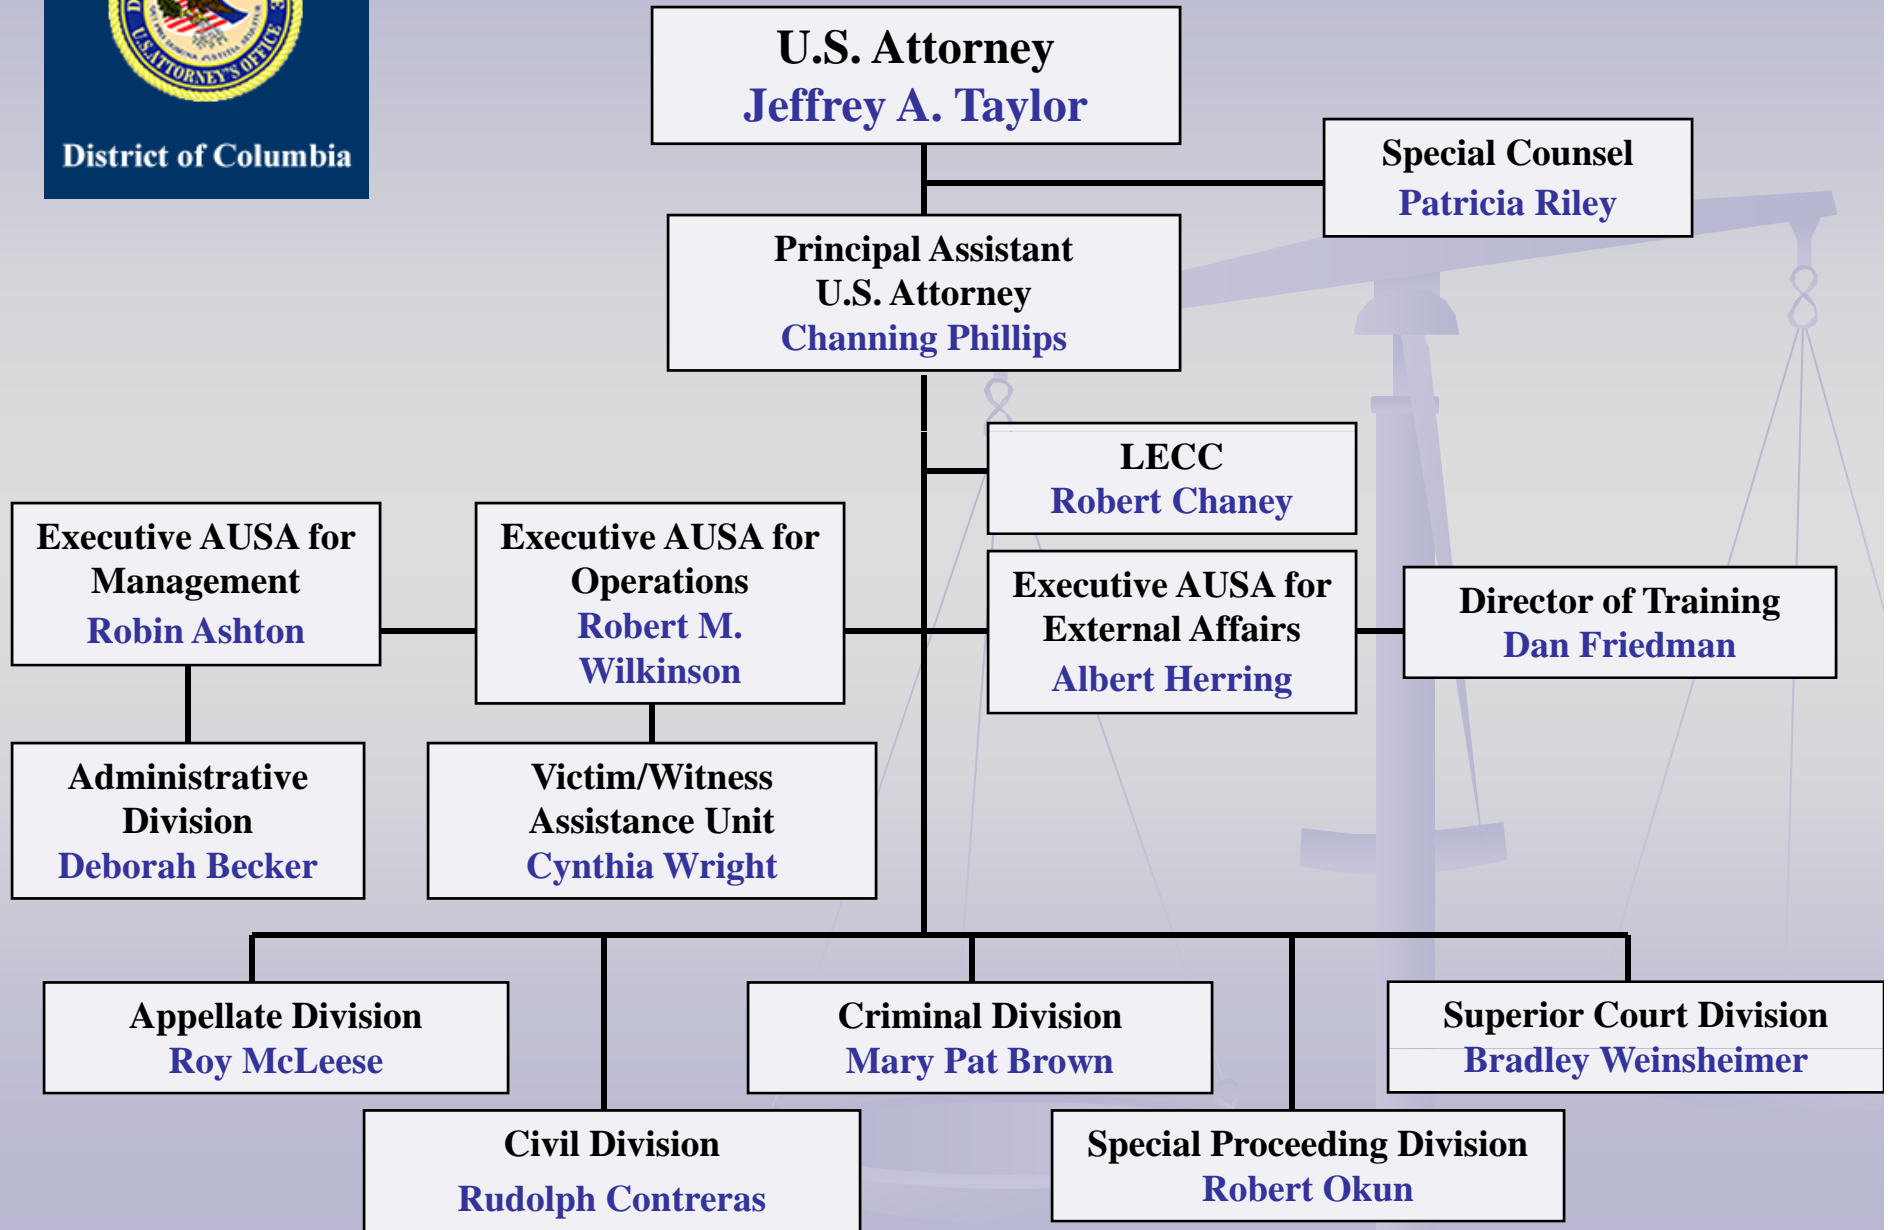 U.S. ATTORNEY'S OFFICE
District of Columbia
U.S. Attorney
Jeffrey A. Taylor
Special Counsel
Patricia Riley
Principal Assistant
U.S. Attorney
Channing Phillips
LECC
Robert Chaney
Executive AUSA for
Management
Robin Ashton
Executive AUSA for
Operations
Robert M.
Wilkinson
Executive AUSA for
External Affairs
Albert Herring
Director of Training
Dan Friedman
Administrative
Division
Deborah Becker
Victim/Witness
Assistance Unit
Cynthia Wright
Appellate Division
Roy McLeese
Criminal Division
Mary Pat Brown
Superior Court Division
Bradley Weinsheimer
Civil Division
Rudolph Contreras
Special Proceeding Division
Robert Okun